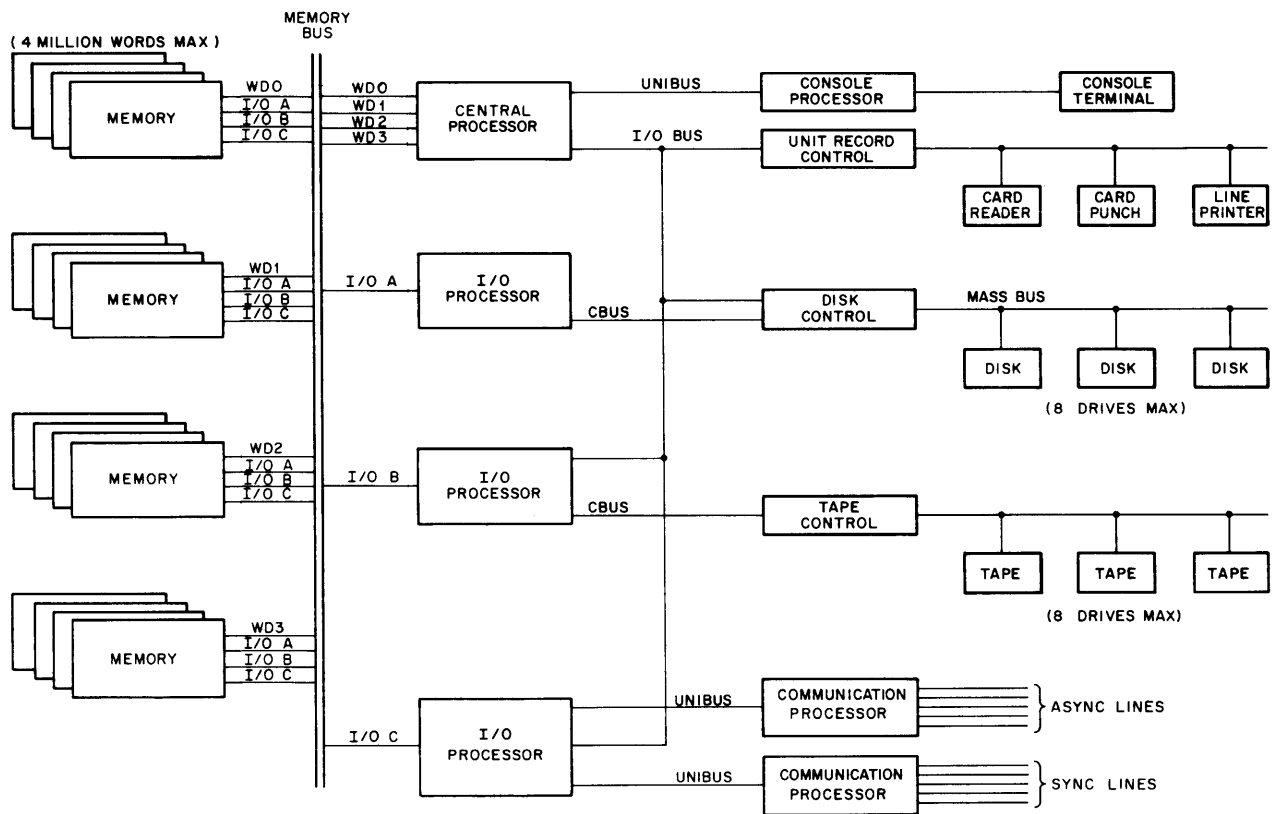 MEMORY
BUS
( 4 MILLION WORDS MAX )
MEMORY
WD0
I/O A
I/O B
I/O C
WD0
WD1
WD2
WD3
CENTRAL
PROCESSOR
UNIBUS
CONSOLE
PROCESSOR
CONSOLE
TERMINAL
I/O BUS
UNIT RECORD
CONTROL
CARD
READER
CARD
PUNCH
LINE
PRINTER
MEMORY
WD1
I/O A
I/O B
I/O C
I/O A
I/O
PROCESSOR
CBUS
DISK
CONTROL
MASS BUS
DISK
DISK
DISK
(8 DRIVES MAX)
MEMORY
WD2
I/O A
I/O B
I/O C
I/O B
I/O
PROCESSOR
CBUS
TAPE
CONTROL
TAPE
TAPE
TAPE
(8 DRIVES MAX)
MEMORY
WD3
I/O A
I/O B
I/O C
I/O C
I/O
PROCESSOR
UNIBUS
COMMUNICATION
PROCESSOR
ASYNC LINES
UNIBUS
COMMUNICATION
PROCESSOR
SYNC LINES